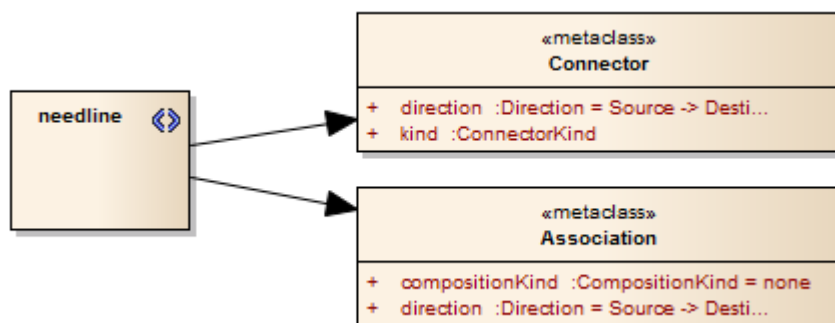 needline
«metaclass»
Connector
+ direction :Direction = Source -> Desti...
+ kind :ConnectorKind
«metaclass»
Association
+ compositionKind :CompositionKind = none
+ direction :Direction = Source -> Desti...